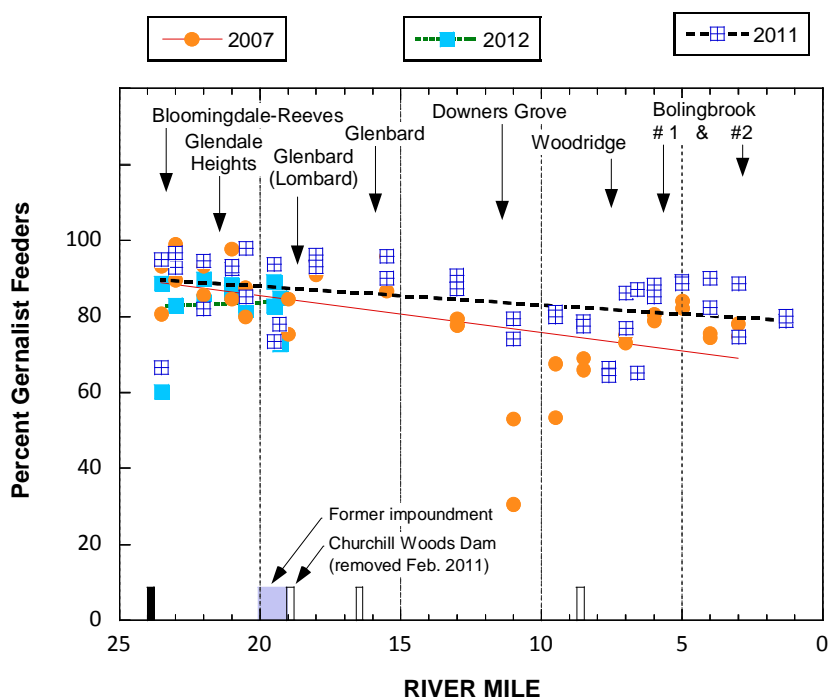 2007
2012
2011
Bloomingdale-Reeves
Glendale
Heights
Glenbard
(Lombard)
Glenbard
Downers Grove
Woodridge
Bolingbrook
# 1 & #2
Percent Gernalist Feeders
100
80
60
40
20
0
Former impoundment
Churchill Woods Dam
(removed Feb. 2011)
25 20 15 10 5 0
RIVER MILE